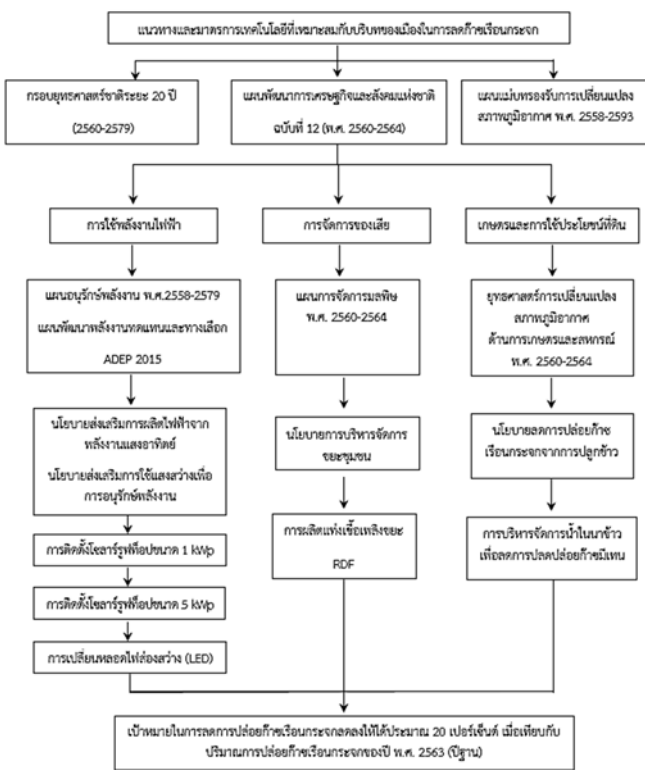 แนวทางและมาตรการเทคโนโลยีที่เหมาะสมกับบริบทของเมืองในการลดก๊าซเรือนกระจก
กรอบยุทธศาสตร์ชาติระยะ 20 ปี
(2560-2579)
แผนพัฒนาการเศรษฐกิจและสังคมแห่งชาติ
ฉบับที่ 12 (พ.ศ. 2560-2564)
แผนแม่บทรองรับการเปลี่ยนแปลง
สภาพภูมิอากาศ พ.ศ. 2558-2593
การใช้พลังงานไฟฟ้า
การจัดการของเสีย
เกษตรและการใช้ประโยชน์ที่ดิน
แผนอนุรักษ์พลังงาน พ.ศ.2558-2579
แผนพัฒนาพลังงานทดแทนและทางเลือก
ADEP 2015
แผนการจัดการมลพิษ
พ.ศ. 2560-2564
ยุทธศาสตร์การเปลี่ยนแปลง
สภาพภูมิอากาศ
ด้านการเกษตรและสหกรณ์
พ.ศ. 2560-2564
นโยบายส่งเสริมการผลิตไฟฟ้าจาก
พลังงานแสงอาทิตย์
นโยบายส่งเสริมการใช้แสงสว่างเพื่อ
การอนุรักษ์พลังงาน
นโยบายการบริหารจัดการ
ขยะชุมชน
นโยบายลดการปล่อยก๊าซ
เรือนกระจกจากการปลูกข้าว
การติดตั้งโซลาร์รูฟท็อปขนาด 1 kWp
การผลิตแท่งเชื้อเพลิงขยะ
RDF
การบริหารจัดการน้ำในนาข้าว
เพื่อลดการปลดปล่อยก๊าซมีเทน
การติดตั้งโซลาร์รูฟท็อปขนาด 5 kWp
การเปลี่ยนหลอดไฟส่องสว่าง (LED)
เป้าหมายในการลดการปล่อยก๊าซเรือนกระจกลดลงให้ได้ประมาณ 20 เปอร์เซ็นต์ เมื่อเทียบกับ
ปริมาณการปล่อยก๊าซเรือนกระจกของปี พ.ศ. 2563 (ปีฐาน)